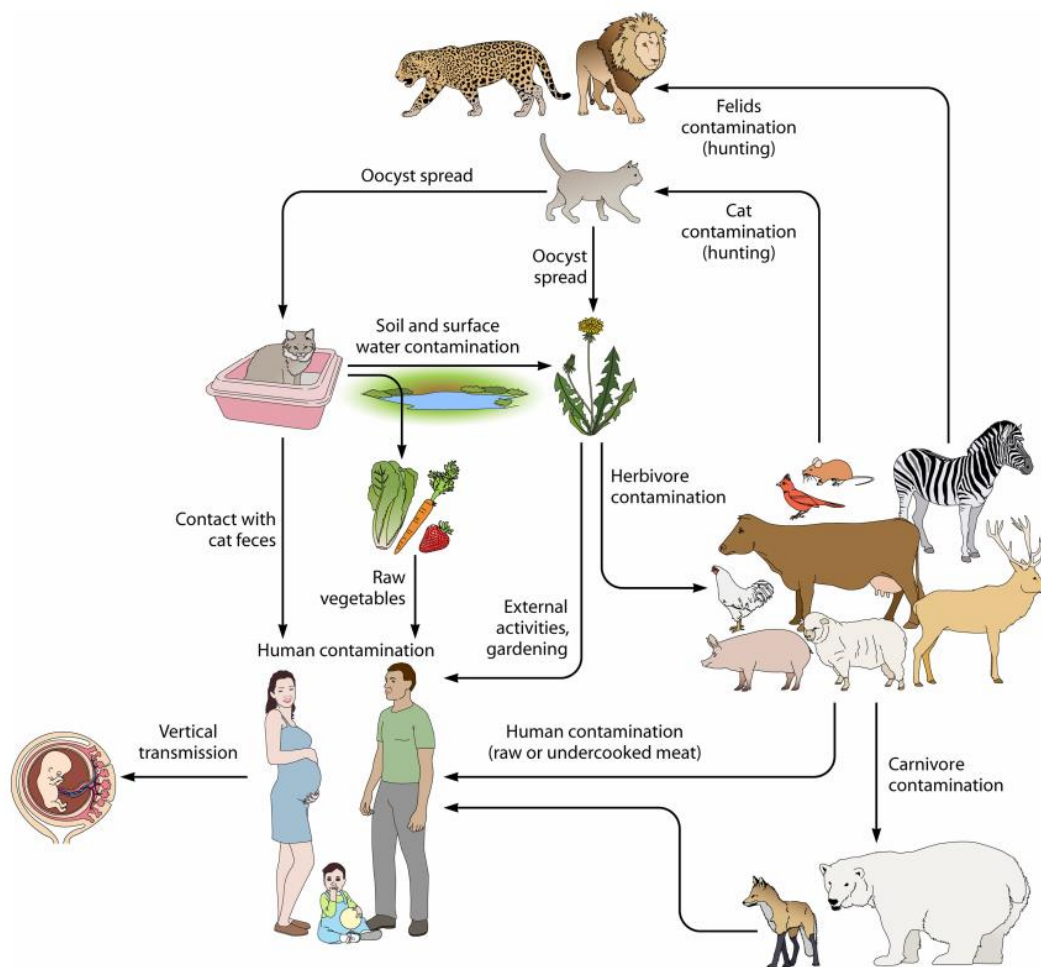 Felids
contamination
(hunting)
Oocyst spread
Cat
contamination
(hunting)
Oocyst
spread
Soil and surface
water contamination
Herbivore
contamination
Contact with
cat feces
Raw
vegetables
External
activities,
gardening
Human contamination
Vertical
transmission
Human contamination
(raw or undercooked meat)
Carnivore
contamination